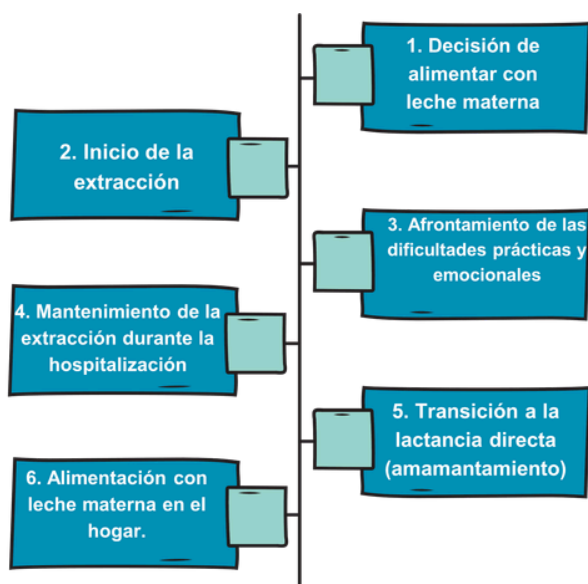 1. Decisión de
alimentar con
leche materna
2. Inicio de la
extracción
3. Afrontamiento de las
dificultades prácticas y
emocionales
4. Mantenimiento de la
extracción durante la
hospitalización
5. Transición a la
lactancia directa
(amamantamiento)
6. Alimentación con
leche materna en el
hogar.